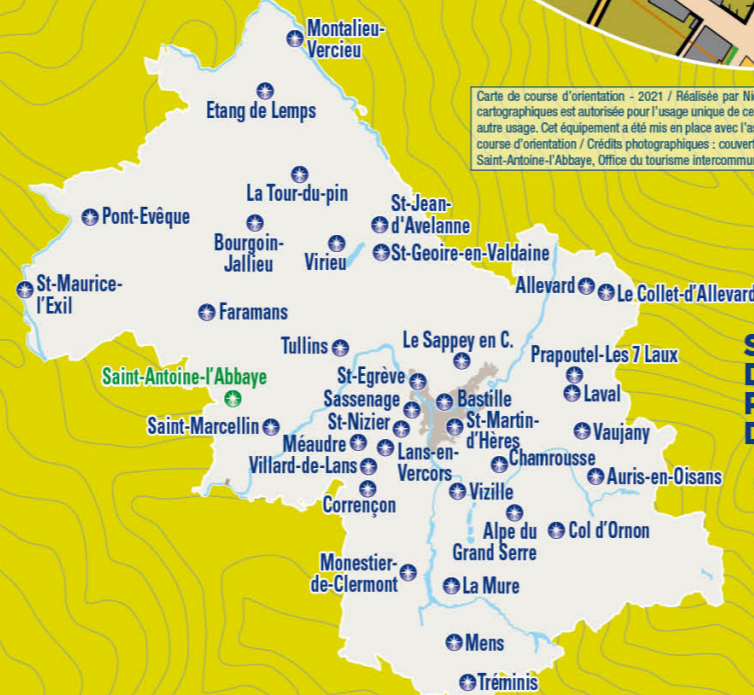 Montalieu-
Vercieu
Etang de Lemps
Carte de course d'orientation - 2021 / Réalisée par
cartographiques est autorisée pour l'usage unique de
autre usage. Cet équipement a été mis en place avec
course d'orientation / Crédits photographiques :
Saint-Antoine-l'Abbaye, Office du tourisme
La Tour-du-pin
Pont-Evêque
St-Jean-
d'Avelanne
Bourgoin-
Jallieu
Virieu
St-Geoire-en-Valdaine
St-Maurice-
l'Exil
Allevard
Le Collet-d'Allevard
Faramans
Tullins
Le Sappey en C.
Prapoutel-Les 7 Laux
Saint-Antoine-l'Abbaye
St-Egrève
Laval
Sassenage
Bastille
Saint-Marcellin
St-Nizier
St-Martin-
d'Hères
Vaujany
Méaudre
Lans-en-
Vercors
Chamrousse
Villard-de-Lans
Auris-en-Oisans
Corrençon
Vizille
Alpe du
Grand Serre
Col d'Ornon
Monestier-
de-Clermont
La Mure
Mens
Tréminis